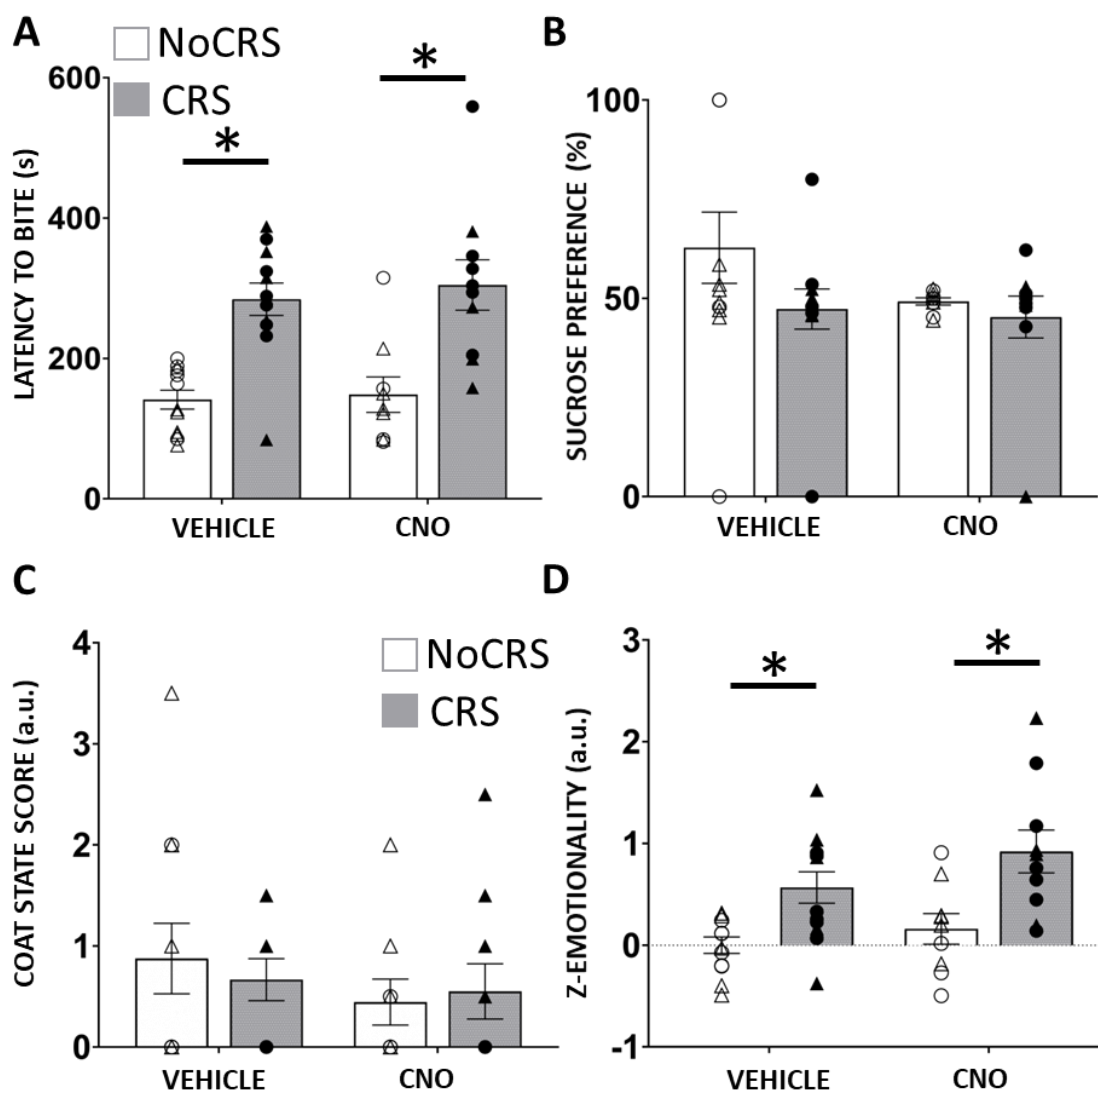 A
NoCRS
CRS
*
*
LATENCY TO BITE (s)
600
400
200
0
VEHICLE
CNO
B
SUCROSE PREFERENCE (%)
100
50
0
VEHICLE
CNO
C
NoCRS
CRS
COAT STATE SCORE (a.u.)
4
3
2
1
0
VEHICLE
CNO
D
*
*
Z-EMOTIONALITY (a.u.)
3
2
1
0
-1
VEHICLE
CNO